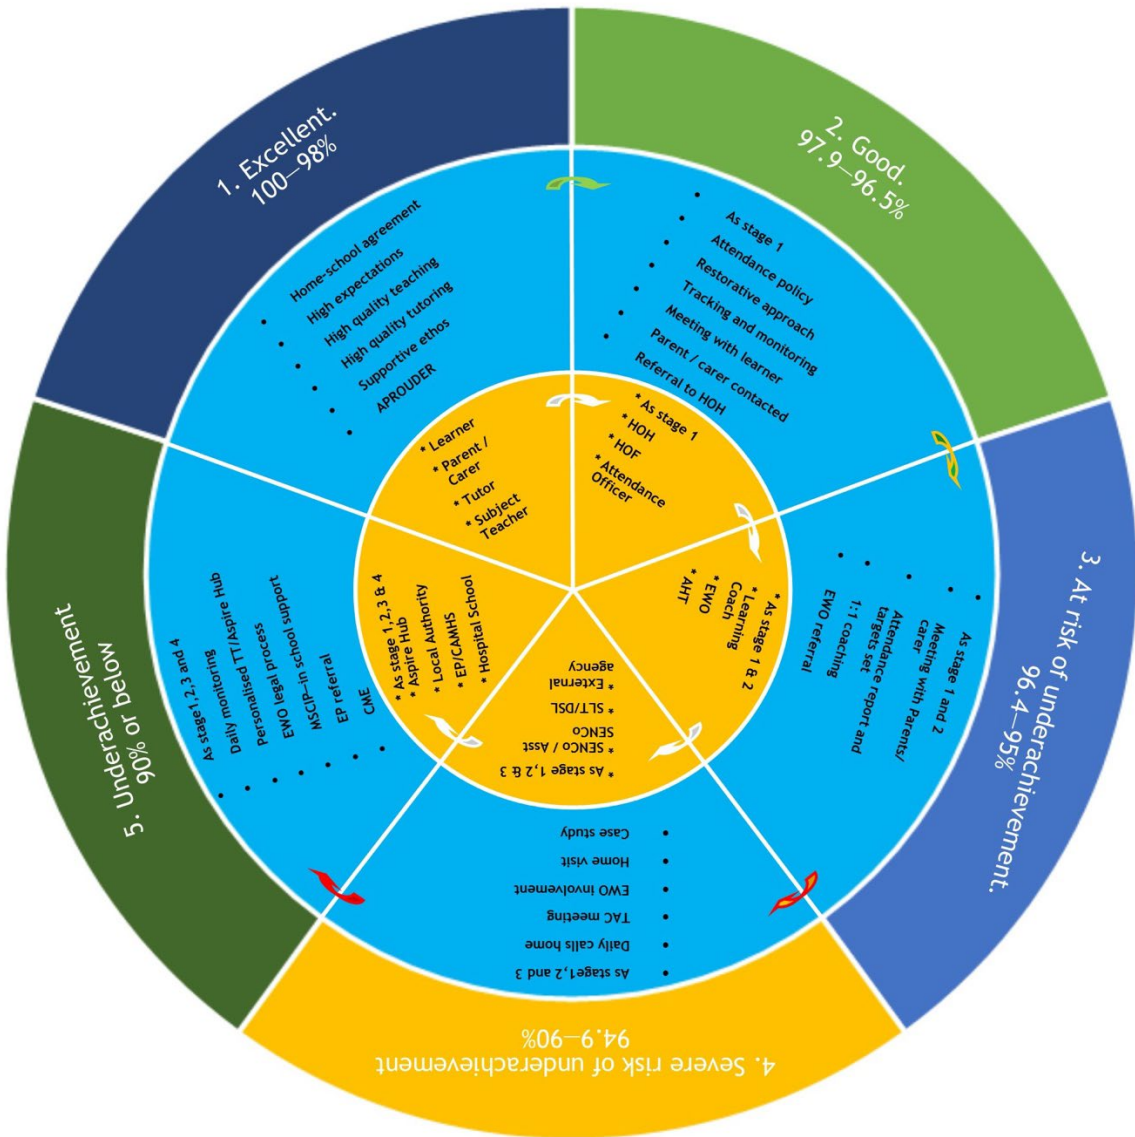 1. Excellent.
100—98%
• Home-school agreement
• High expectations
• High quality teaching
• High quality tutoring
• Supportive ethos
• APROUDER
* Learner
* Parent /
Carer
* Tutor
* Subject
Teacher
2. Good.
97.9—96.5%
• As stage 1
• Attendance policy
• Restorative approach
• Tracking and monitoring
• Meeting with learner
• Parent / carer contacted
• Referral to HOH
* As stage 1
* HOH
* HOF
* Attendance
Officer
3. At risk of underachievement.
96.4—95%
• As stage 1 and 2
• Meeting with Parents/
carer
• Attendance report and
targets set
• 1:1 coaching
• EWO referral
* As stage 1 & 2
* Learning
Coach
* EWO
* AHT
4. Severe risk of underachievement
94.9—90%
• As stage1,2 and 3
• Daily calls home
• TAC meeting
• EWO involvement
• Home visit
• Case study
* As stage 1,2 & 3
* SENCo / Asst
SENCo
* SLT/DSL
* External
agency
5. Underachievement
90% or below
• As stage1,2,3 and 4
• Daily monitoring
• Personalised TT/Aspire Hub
• EWO legal process
• MSCIP—in school support
• EP referral
• CME
* As stage 1,2,3 & 4
* Aspire Hub
* Local Authority
* EP/CAMHS
* Hospital School